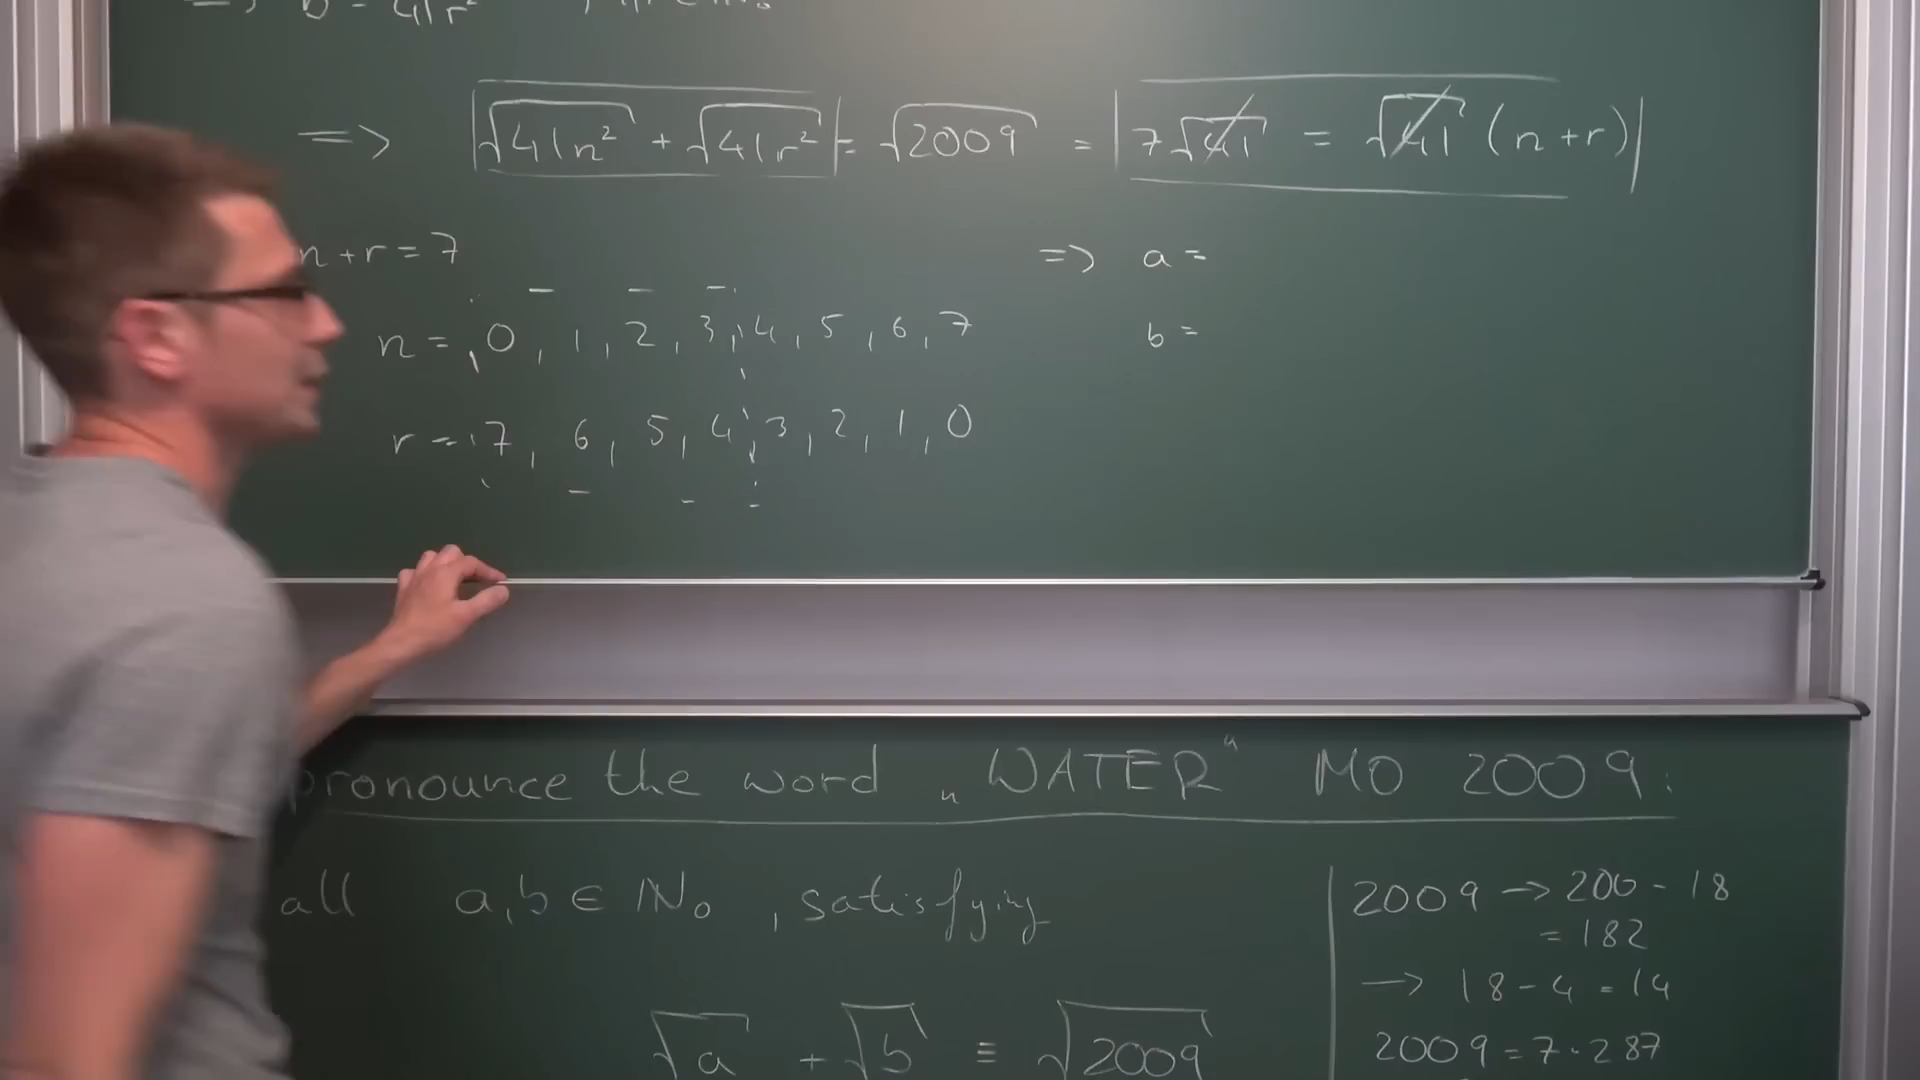 => b = 41r²
=> √41n² + √41r² = √2009 = 7√41 = √41 (n+r)
n+r = 7
=> a =
n = 0, 1, 2, 3, 4, 5, 6, 7
b =
r = 7, 6, 5, 4, 3, 2, 1, 0
pronounce the word „WATER“ MO 2009:
all a,b ∈ ℕ₀, satisfying
2009 -> 200 - 18
= 182
-> 18 - 4 = 14
√a + √b = √2009
2009 = 7·287